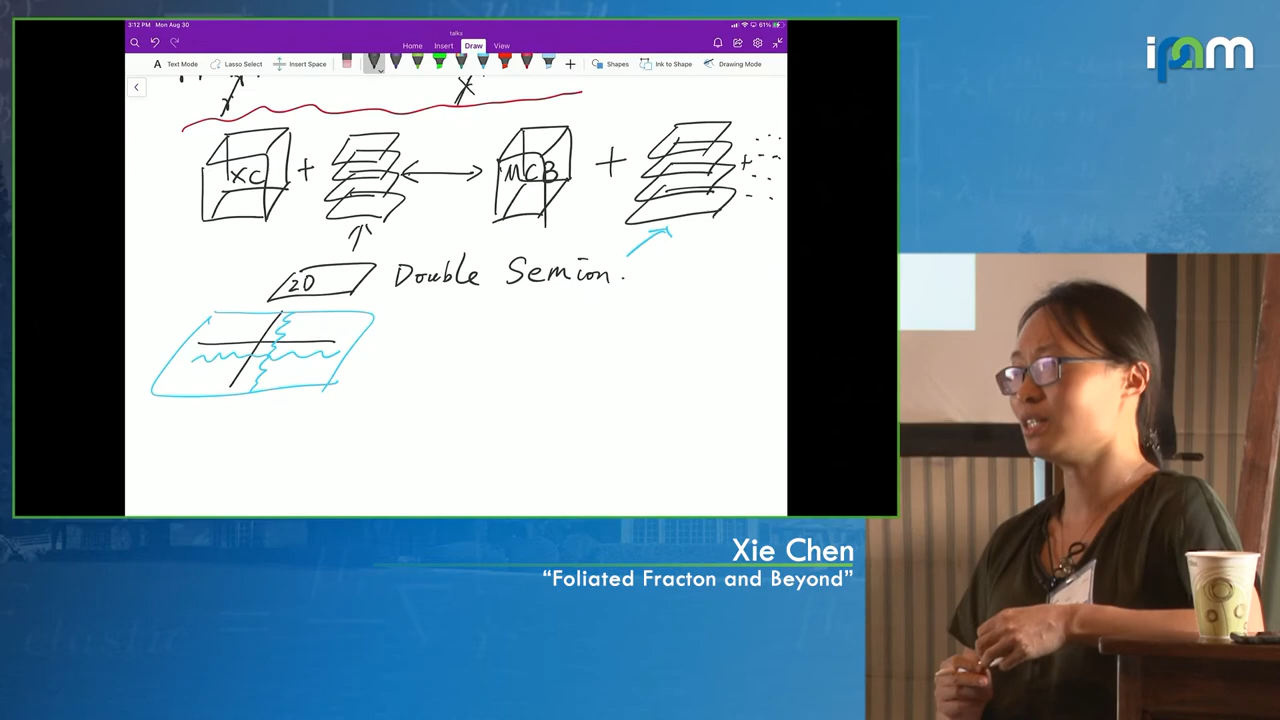 3:12 PM Mon Aug 30
61%
talks
Home Insert Draw View
Text Mode Lasso Select Insert Space Shapes Ink to Shape Drawing Mode
XC + ↔ MCB + +
2D Double Semion.
ipam
Xie Chen
“Foliated Fracton and Beyond”